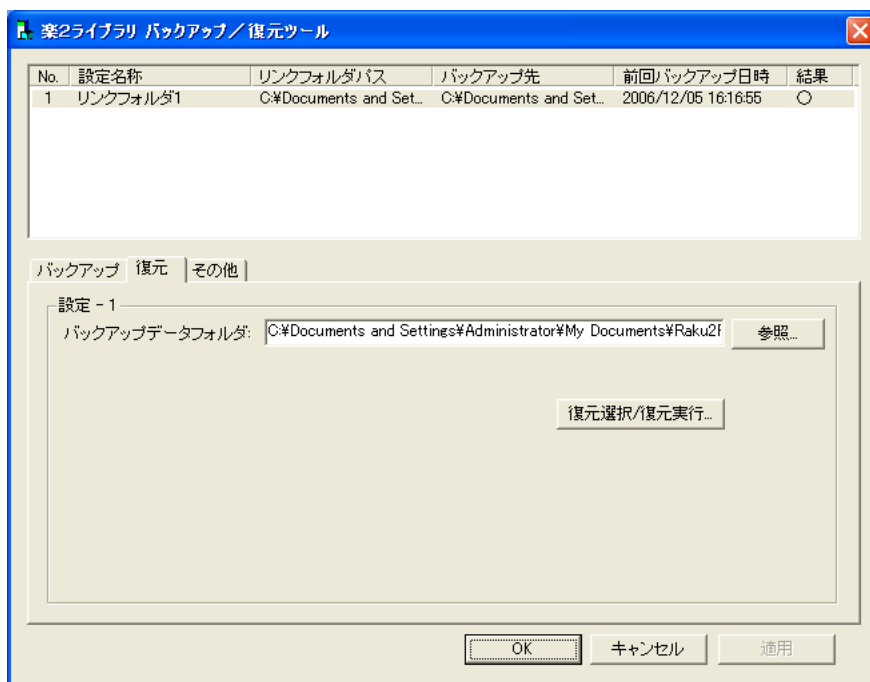 楽2ライブラリ バックアップ/復元ツール
No. 設定名称 リンクフォルダパス バックアップ先 前回バックアップ日時 結果
1 リンクフォルダ1 C:¥Documents and Set... C:¥Documents and Set... 2006/12/05 16:16:55 ○
バックアップ 復元 その他
設定 - 1
バックアップデータフォルダ: C:¥Documents and Settings¥Administrator¥My Documents¥Raku2F 参照...
復元選択/復元実行...
OK キャンセル 適用